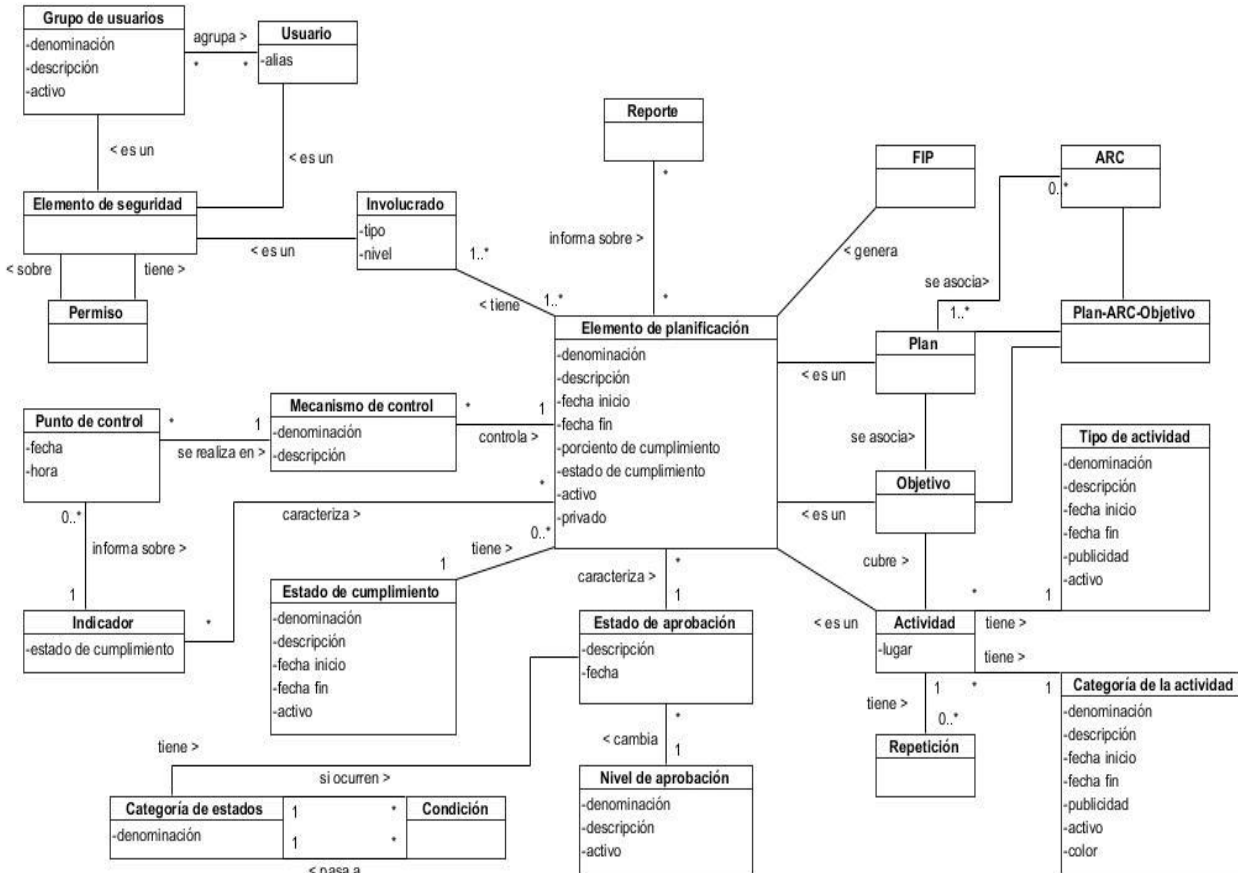 Grupo de usuarios
-denominación
-descripción
-activo
agrupa >
* *
Usuario
-alias
< es un
< es un
Elemento de seguridad
< sobre
tiene >
Permiso
< es un
Involucrado
-tipo
-nivel
1..*
< tiene
1..*
Reporte
*
informa sobre >
*
FIP
< genera
ARC
0..*
se asocia>
1..*
Plan-ARC-Objetivo
Elemento de planificación
-denominación
-descripción
-fecha inicio
-fecha fin
-porciento de cumplimiento
-estado de cumplimiento
-activo
-privado
< es un
Plan
se asocia>
< es un
Objetivo
cubre >
Punto de control
-fecha
-hora
* 1
se realiza en >
Mecanismo de control
-denominación
-descripción
* 1
controla >
0..*
informa sobre >
1
Indicador
-estado de cumplimiento
*
caracteriza >
*
0..*
tiene >
1
Estado de cumplimiento
-denominación
-descripción
-fecha inicio
-fecha fin
-activo
*
caracteriza >
1
Estado de aprobación
-descripción
-fecha
*
< cambia
1
Nivel de aprobación
-denominación
-descripción
-activo
< es un
Actividad
-lugar
* 1
tiene >
Tipo de actividad
-denominación
-descripción
-fecha inicio
-fecha fin
-publicidad
-activo
tiene >
* 1
Categoría de la actividad
-denominación
-descripción
-fecha inicio
-fecha fin
-publicidad
-activo
-color
1
tiene >
0..*
Repetición
tiene >
si ocurren >
Categoría de estados
-denominación
1 *
1 *
Condición
< pasa a